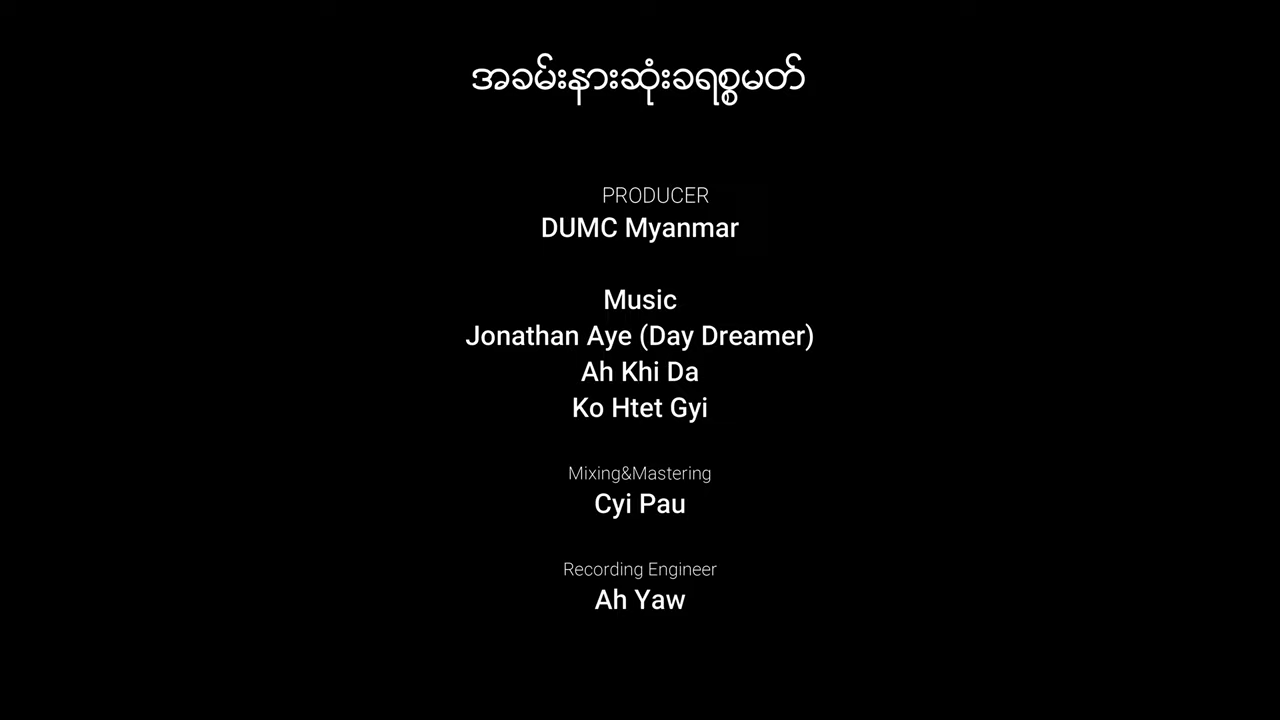 အခမ်းနားဆုံးခရစ္စမတ်
PRODUCER
DUMC Myanmar
Music
Jonathan Aye (Day Dreamer)
Ah Khi Da
Ko Htet Gyi
Mixing&Mastering
Cyi Pau
Recording Engineer
Ah Yaw